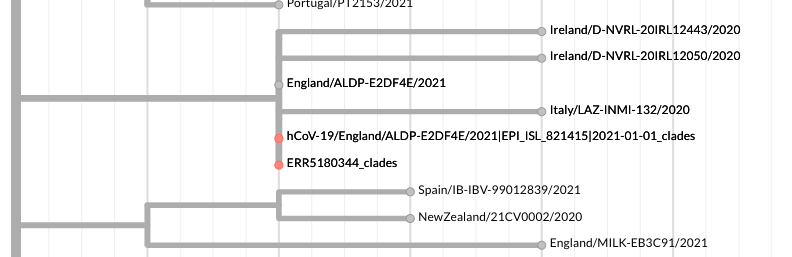 Portugal/PT2153/2021
Ireland/D-NVRL-20IRL12443/2020
Ireland/D-NVRL-20IRL12050/2020
England/ALDP-E2DF4E/2021
Italy/LAZ-INMI-132/2020
hCoV-19/England/ALDP-E2DF4E/2021|EPI_ISL_821415|2021-01-01_clades
ERR5180344_clades
Spain/IB-IBV-99012839/2021
NewZealand/21CV0002/2020
England/MILK-EB3C91/2021